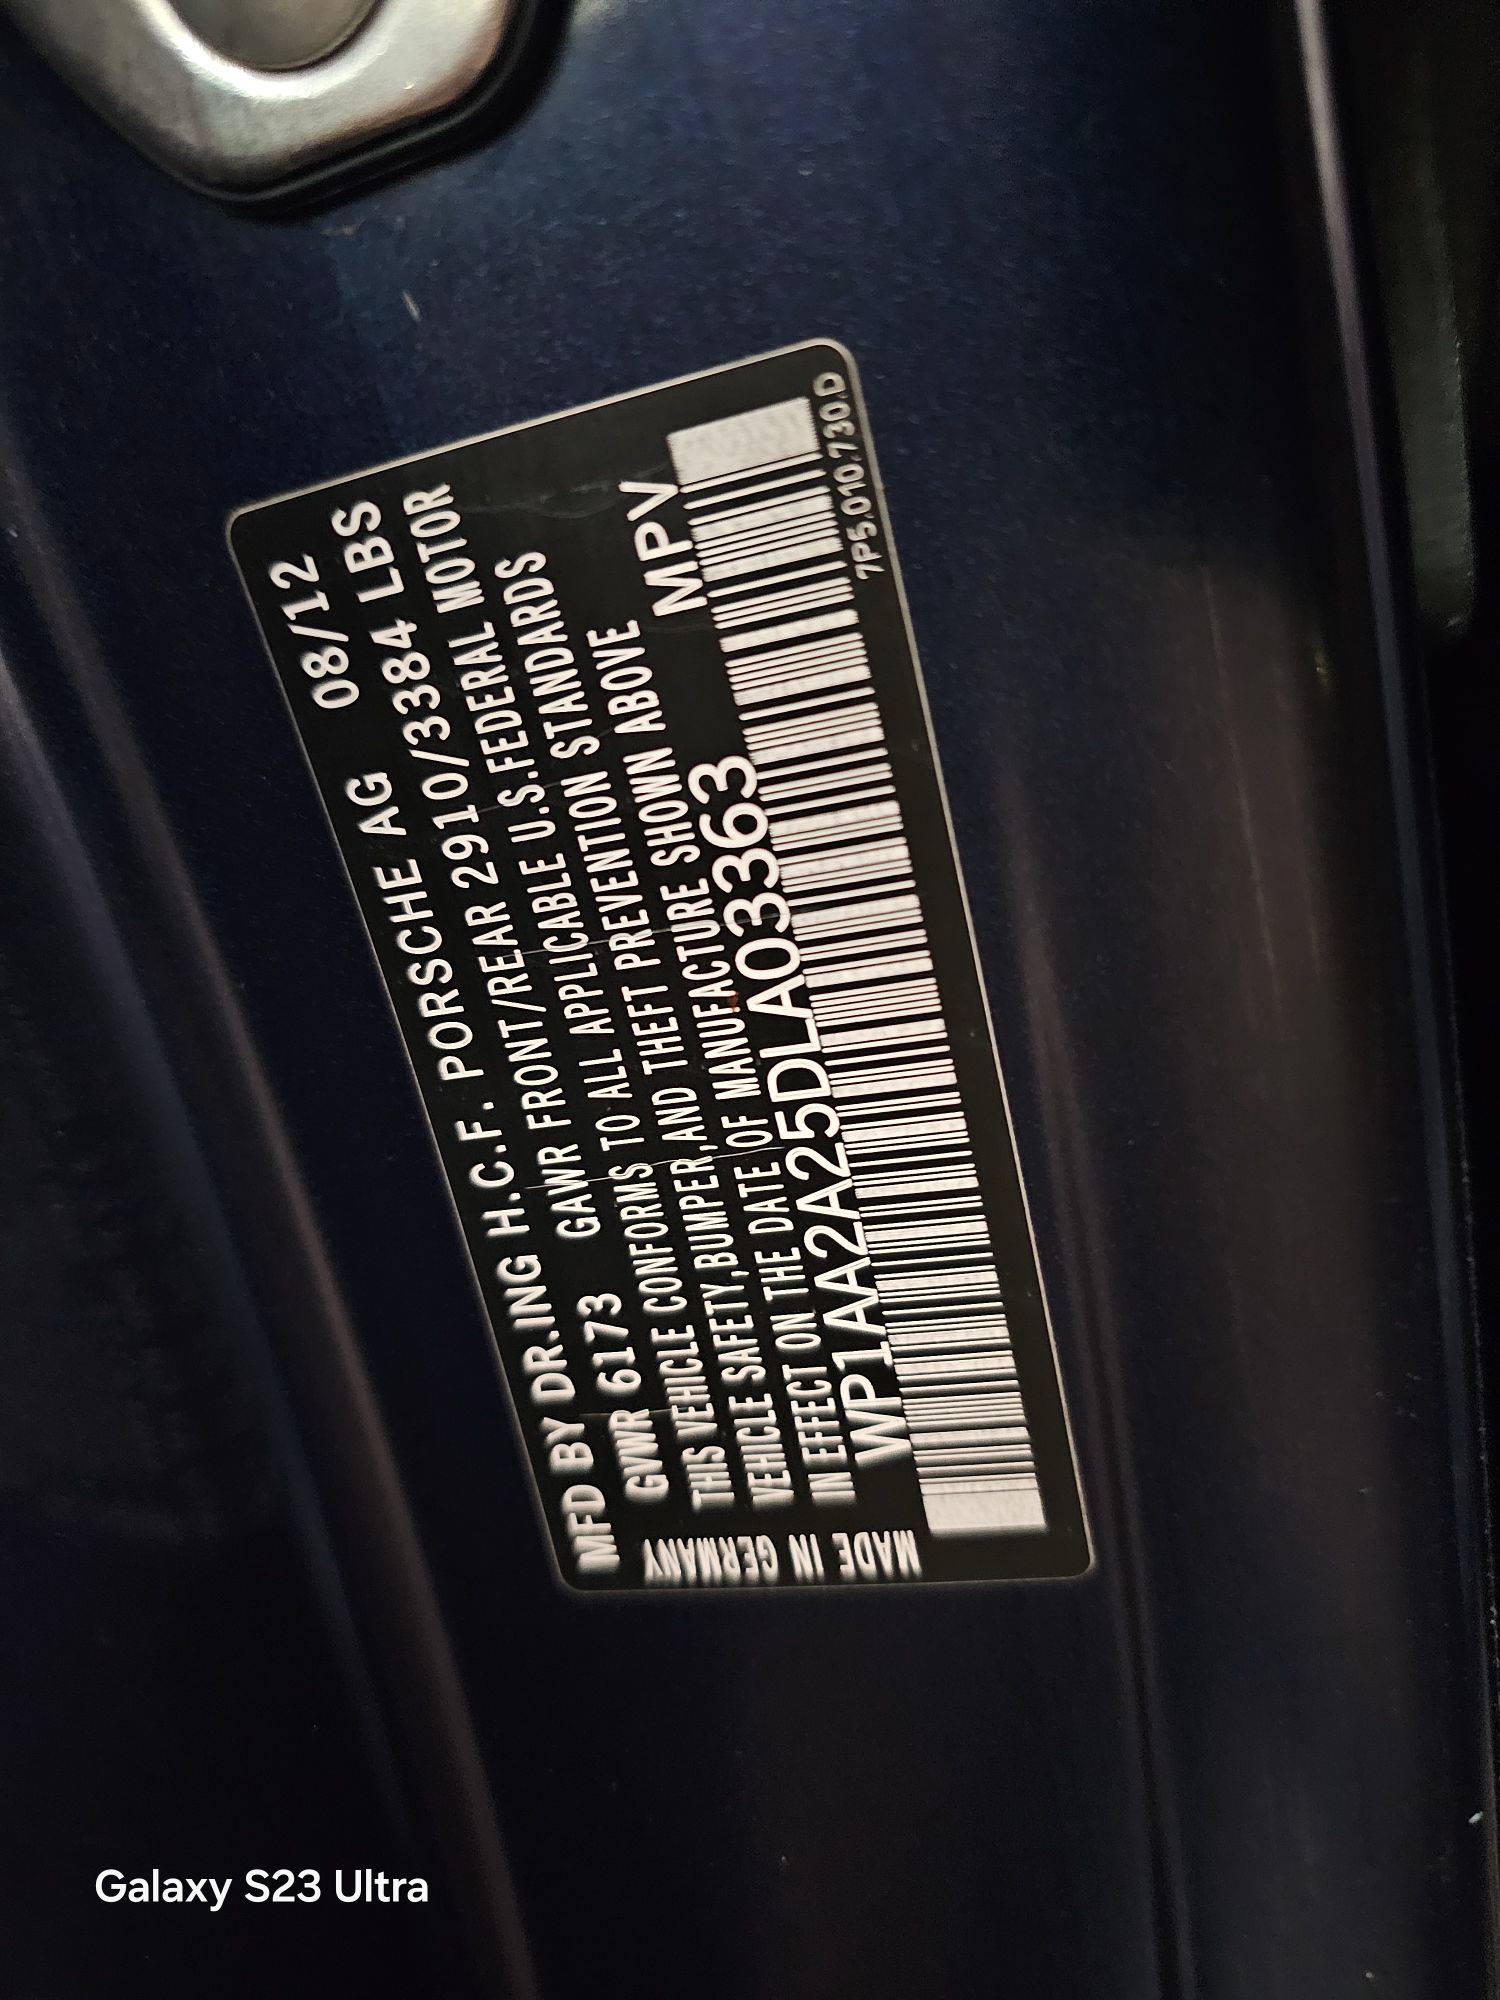 MFD BY DR.ING H.C.F. PORSCHE AG 08/12
GVWR 6173 GAWR FRONT/REAR 2910/3384 LBS
THIS VEHICLE CONFORMS TO ALL APPLICABLE U.S.FEDERAL MOTOR
VEHICLE SAFETY,BUMPER,AND THEFT PREVENTION STANDARDS
IN EFFECT ON THE DATE OF MANUFACTURE SHOWN ABOVE
WP1AA2A25DLA03363 MPV
MADE IN GERMANY
7P5.010.730.D
Galaxy S23 Ultra